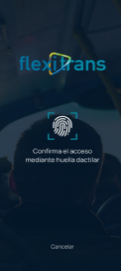 flexitrans
Confirma el acceso
mediante huella dactilar
Cancelar